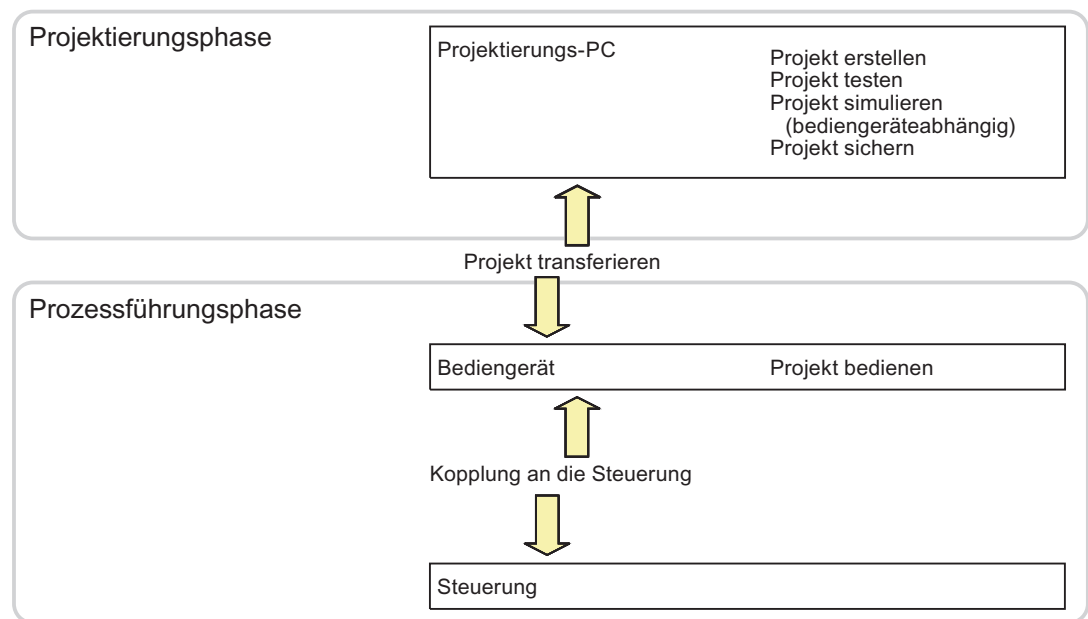 Projektierungsphase
Projektierungs-PC
Projekt erstellen
Projekt testen
Projekt simulieren
(bediengeräteabhängig)
Projekt sichern
Projekt transferieren
Prozessführungsphase
Bediengerät
Projekt bedienen
Kopplung an die Steuerung
Steuerung